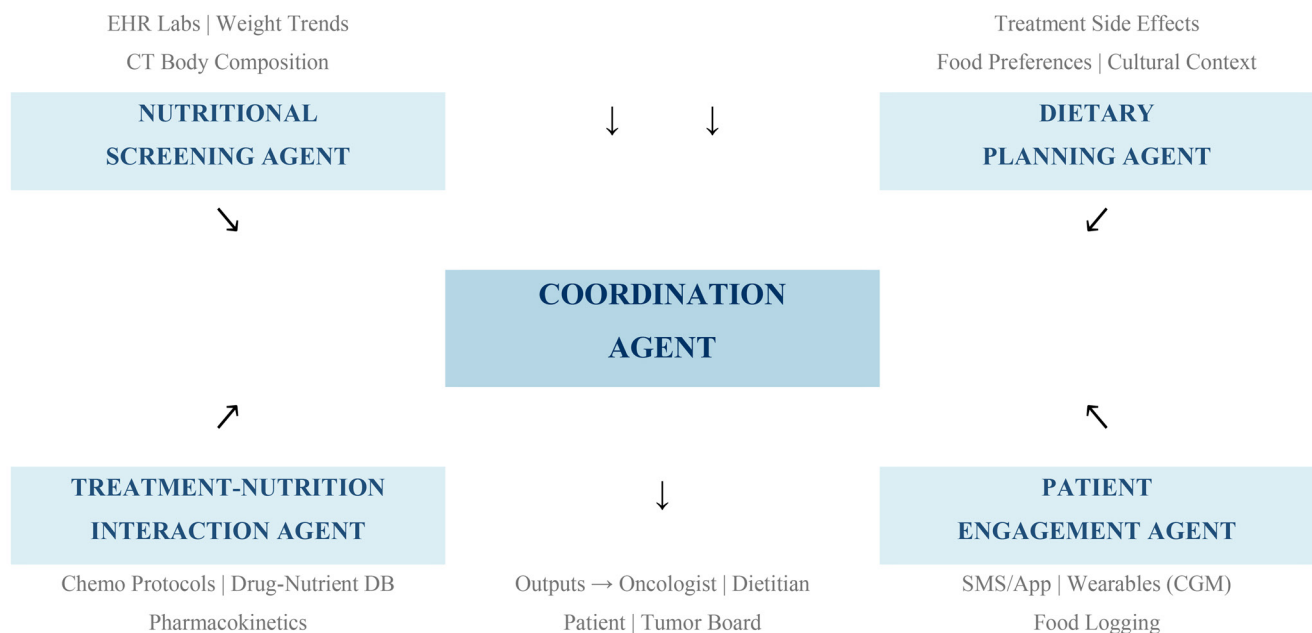 EHR Labs | Weight Trends
CT Body Composition
NUTRITIONAL
SCREENING AGENT
↓ ↓
Treatment Side Effects
Food Preferences | Cultural Context
DIETARY
PLANNING AGENT
↘
↙
COORDINATION
AGENT
↗
↖
TREATMENT-NUTRITION
INTERACTION AGENT
Chemo Protocols | Drug-Nutrient DB
Pharmacokinetics
↓
Outputs → Oncologist | Dietitian
Patient | Tumor Board
PATIENT
ENGAGEMENT AGENT
SMS/App | Wearables (CGM)
Food Logging